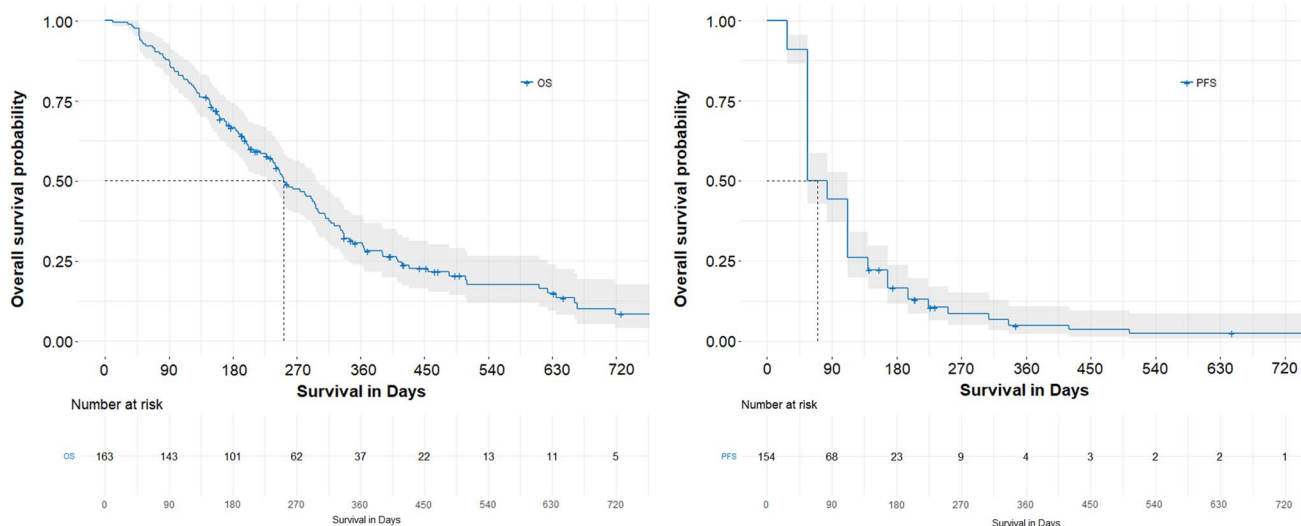 Overall survival probability
1.00
0.75
0.50
0.25
0.00
OS
0 90 180 270 360 450 540 630 720
Survival in Days
Number at risk
OS 163 143 101 62 37 22 13 11 5
0 90 180 270 360 450 540 630 720
Survival in Days
Overall survival probability
1.00
0.75
0.50
0.25
0.00
PFS
0 90 180 270 360 450 540 630 720
Survival in Days
Number at risk
PFS 154 68 23 9 4 3 2 2 1
0 90 180 270 360 450 540 630 720
Survival in Days